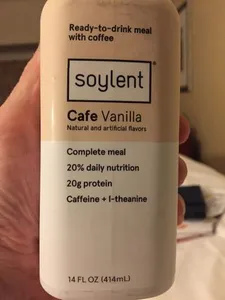 Ready-to-drink meal
with coffee
soylent®
Cafe Vanilla
Natural and artificial flavors
Complete meal
20% daily nutrition
20g protein
Caffeine + l-theanine
14 FL OZ (414mL)